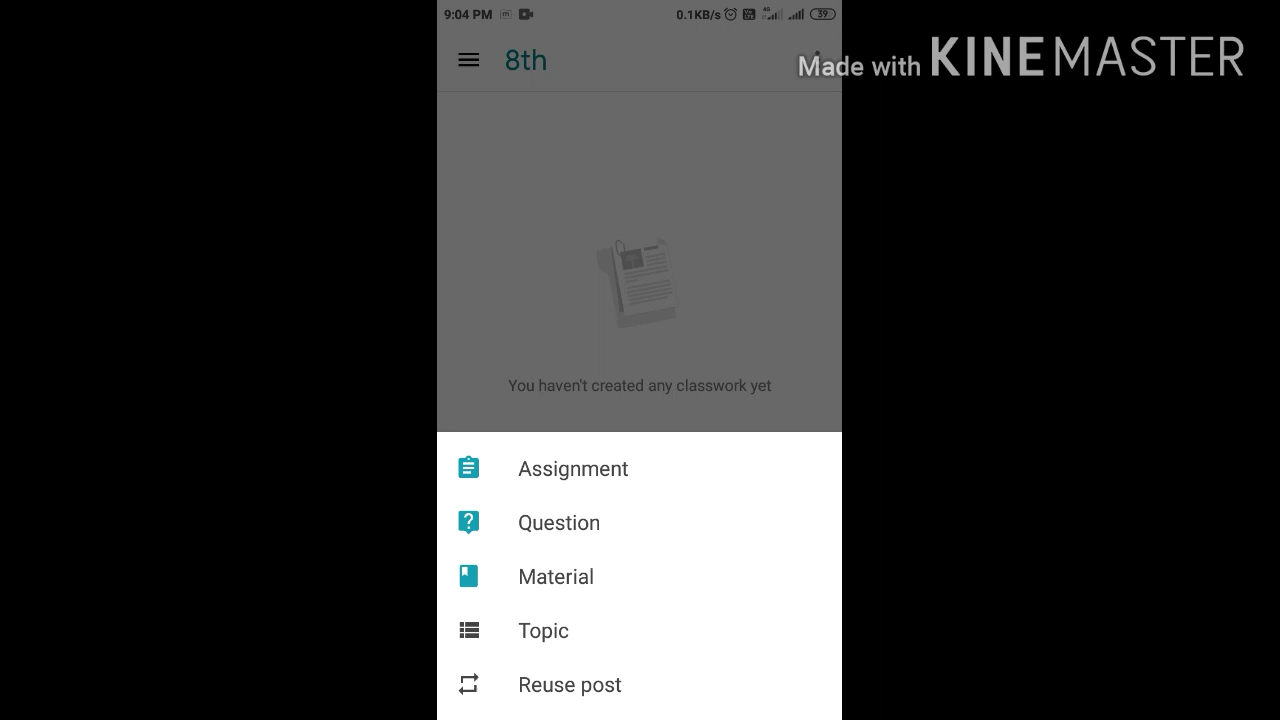 9:04 PM 0.1KB/s 39
8th
Made with KINEMASTER
You haven't created any classwork yet
Assignment
Question
Material
Topic
Reuse post